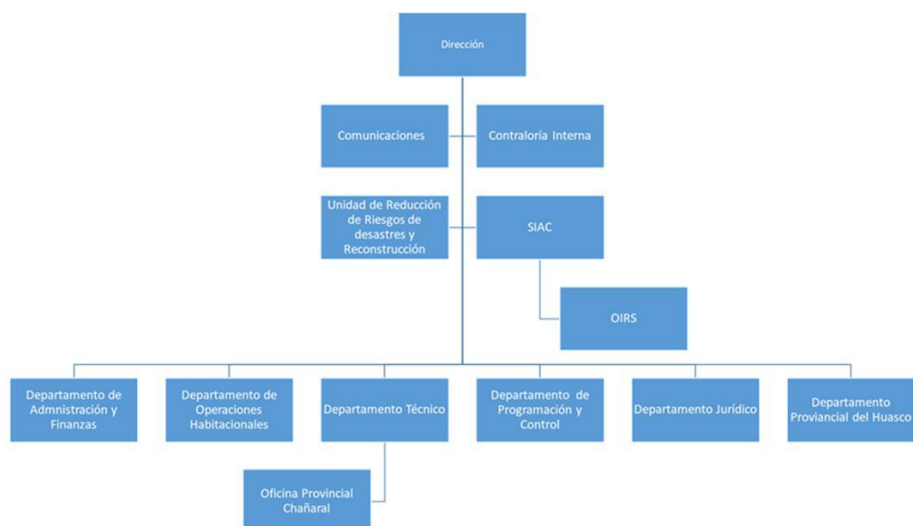 Dirección
Comunicaciones
Contraloría Interna
Unidad de Reducción
de Riesgos de
desastres y
Reconstrucción
SIAC
OIRS
Departamento de
Admnistración y
Finanzas
Departamento de
Operaciones
Habitacionales
Departamento Técnico
Departamento de
Programación y
Control
Departamento Jurídico
Departamento
Proviancial del Huasco
Oficina Provincial
Chañaral